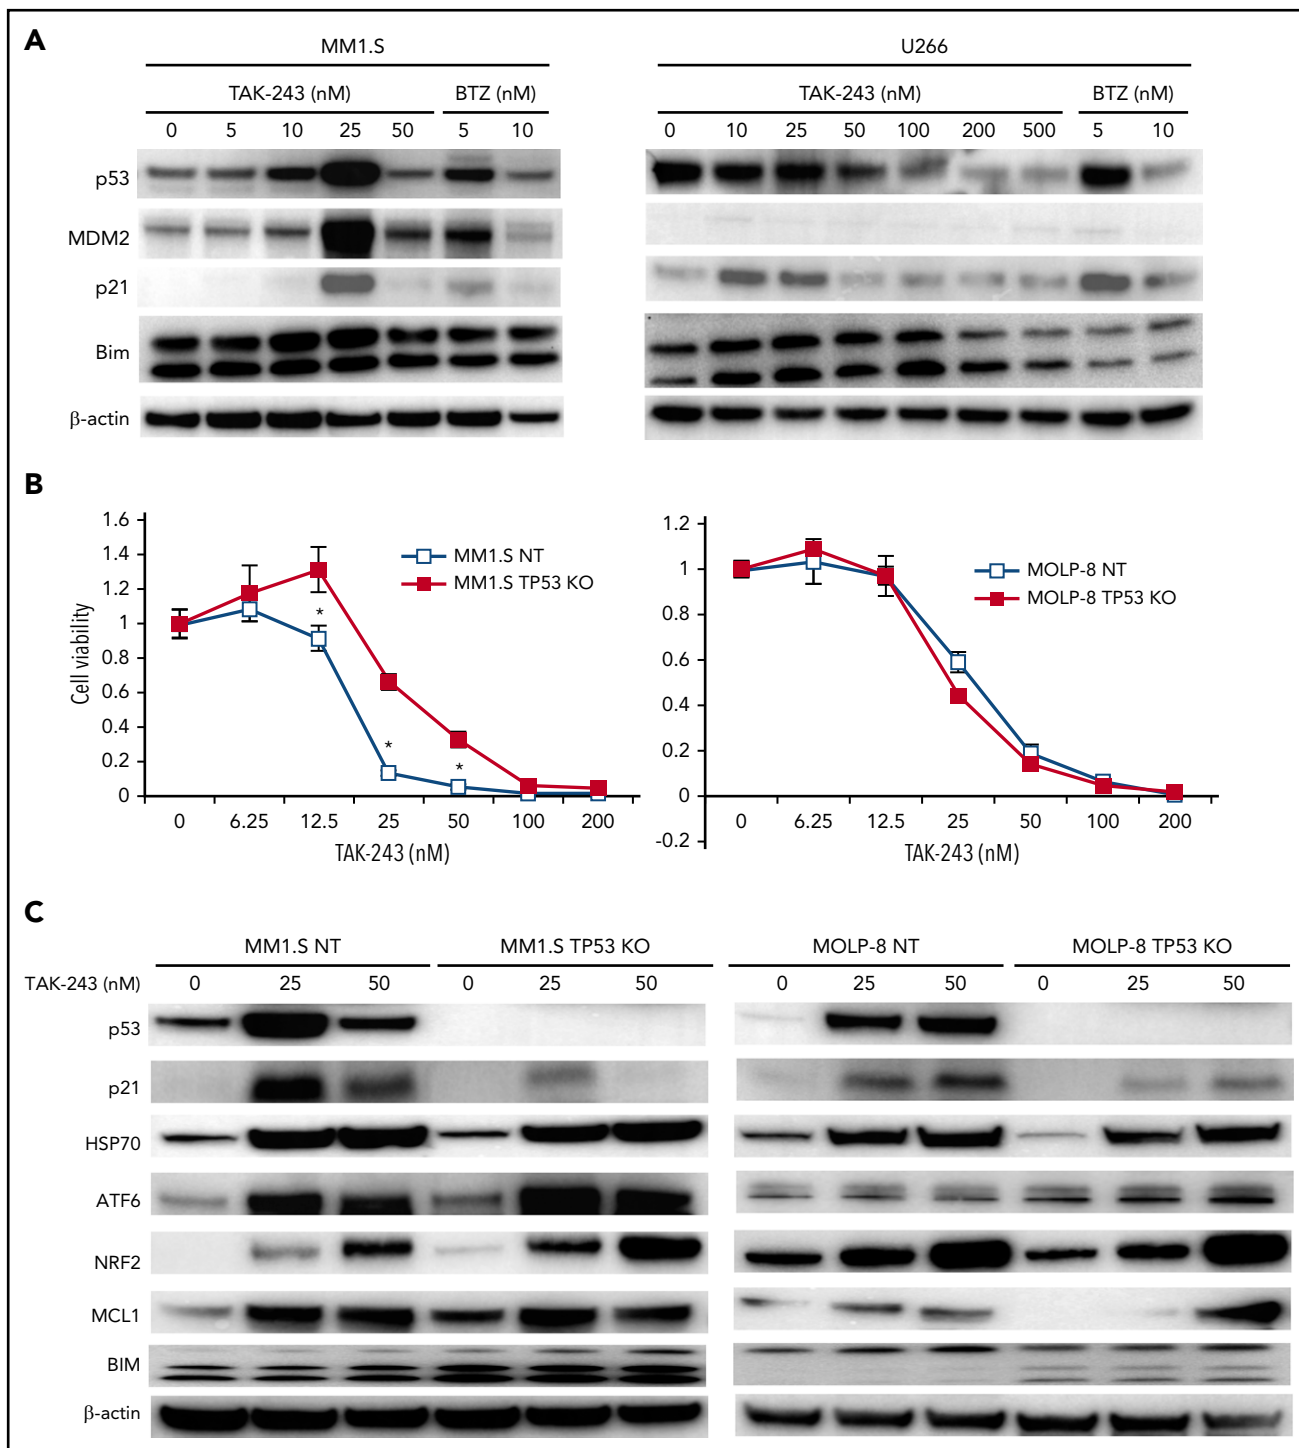 A
MM1.S
U266
TAK-243 (nM)
BTZ (nM)
TAK-243 (nM)
BTZ (nM)
0 5 10 25 50 5 10
0 10 25 50 100 200 500 5 10
p53
MDM2
p21
Bim
β-actin
B
Cell viability
1.6
1.4
1.2
1.0
0.8
0.6
0.4
0.2
0
MM1.S NT
MM1.S TP53 KO
*
*
*
0 6.25 12.5 25 50 100 200
TAK-243 (nM)
1.2
1
0.8
0.6
0.4
0.2
0
-0.2
MOLP-8 NT
MOLP-8 TP53 KO
0 6.25 12.5 25 50 100 200
TAK-243 (nM)
C
MM1.S NT MM1.S TP53 KO MOLP-8 NT MOLP-8 TP53 KO
TAK-243 (nM) 0 25 50 0 25 50 0 25 50 0 25 50
p53
p21
HSP70
ATF6
NRF2
MCL1
BIM
β-actin